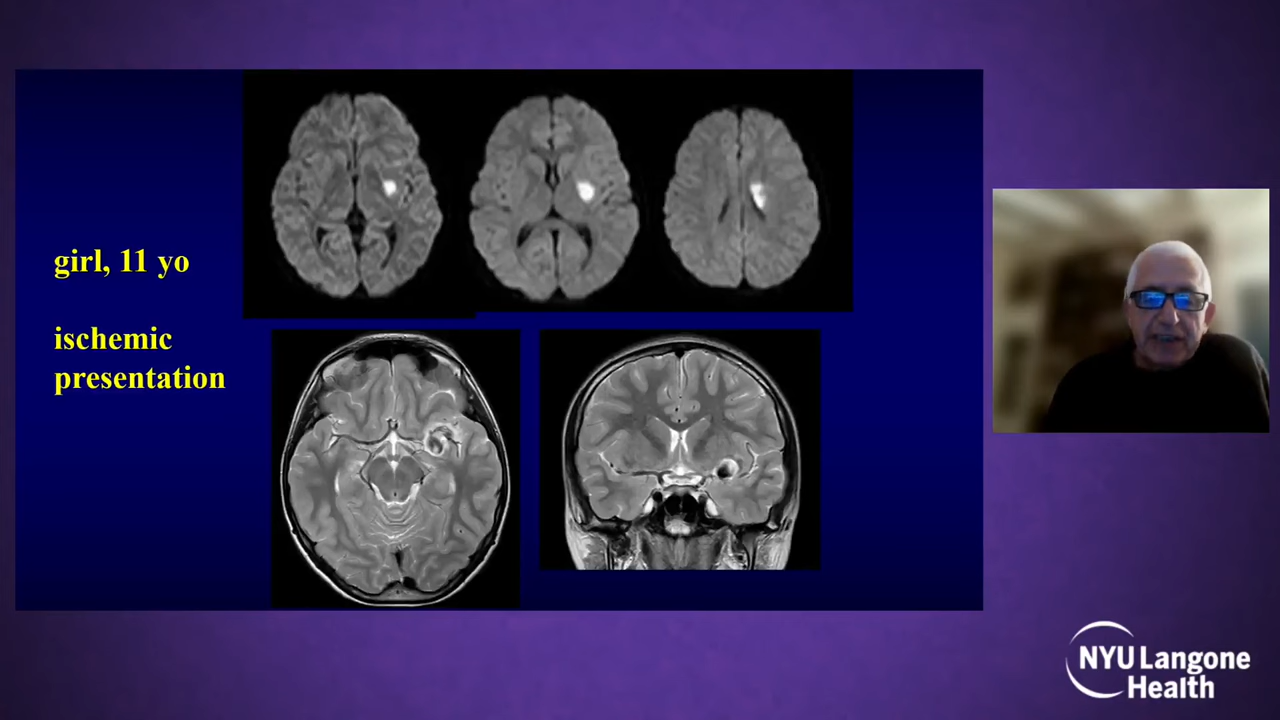 girl, 11 yo
ischemic
presentation
NYU Langone
Health